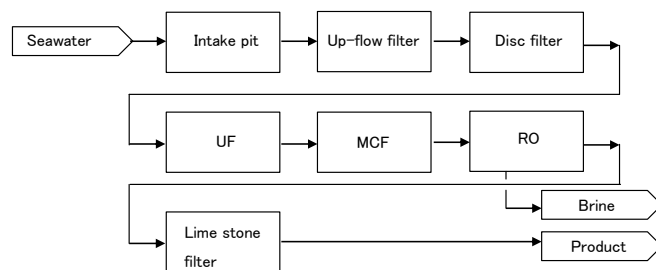 Seawater
Intake pit
Up-flow filter
Disc filter
UF
MCF
RO
Brine
Lime stone
filter
Product